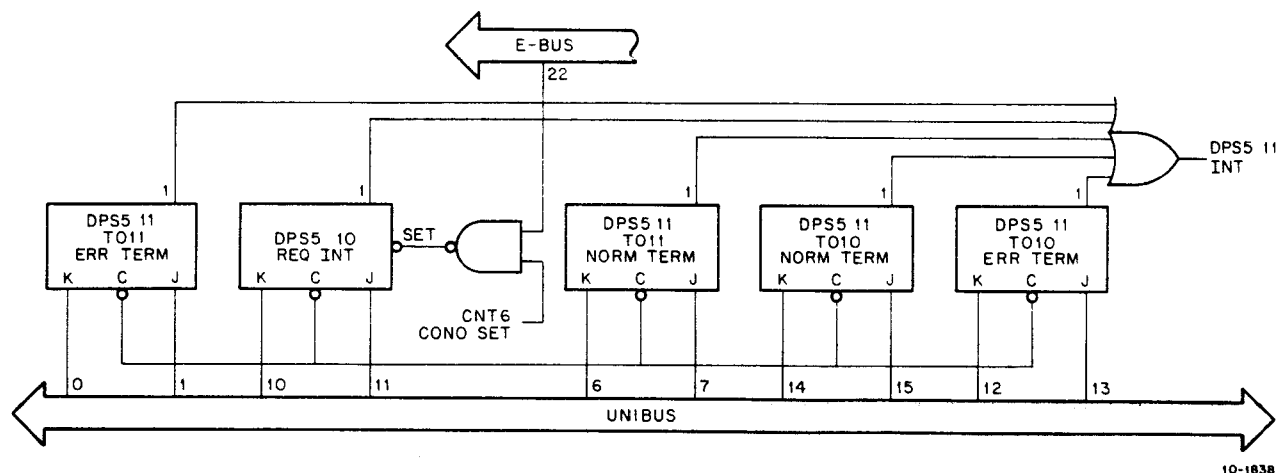 E-BUS
22
DPS5 11
INT
1
1
1
1
1
DPS5 11
TO11
ERR TERM
K C J
DPS5 10
REQ INT
K C J
SET
DPS5 11
TO11
NORM TERM
K C J
DPS5 11
TO10
NORM TERM
K C J
DPS5 11
TO10
ERR TERM
K C J
CNT6
CONO SET
0 1 10 11 6 7 14 15 12 13
UNIBUS
10-1838